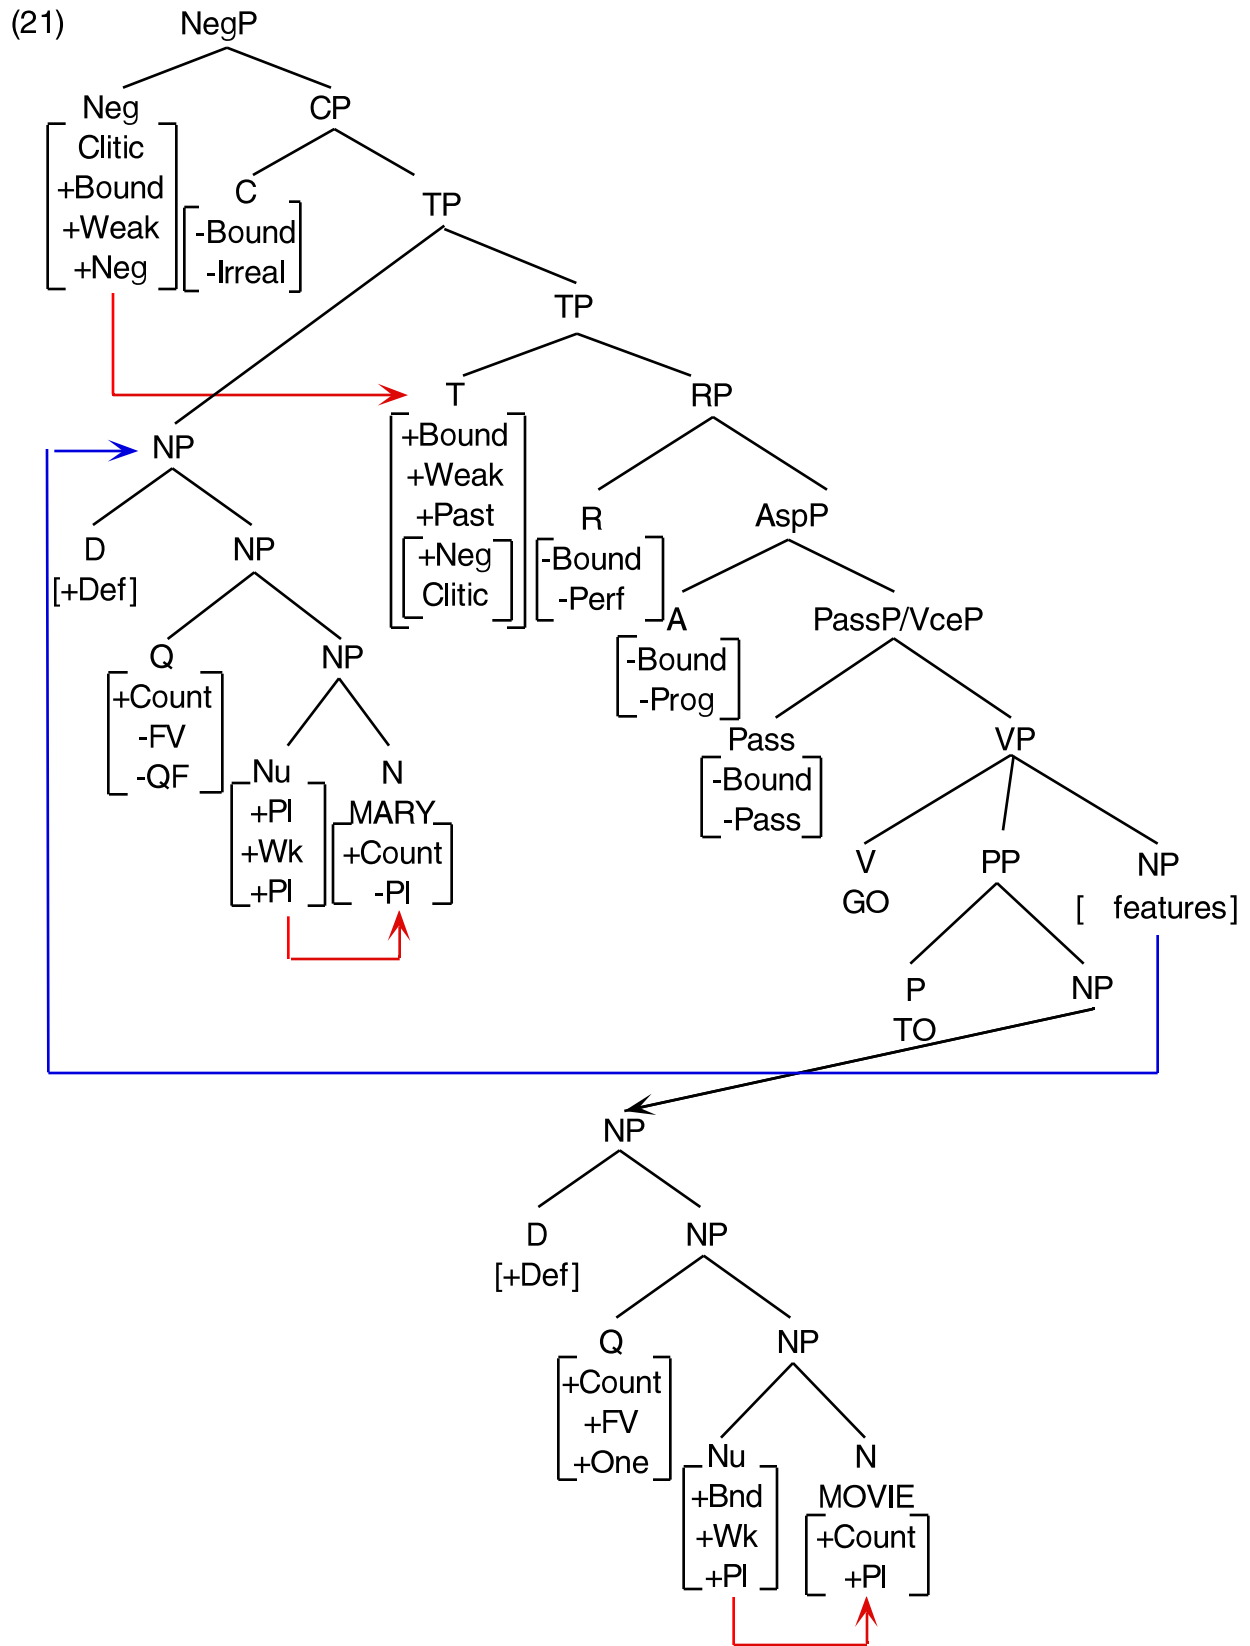 (21)
NegP
Neg CP
Clitic
+Bound
+Weak
+Neg
C
-Bound
-Irreal
TP
TP
T RP
+Bound
+Weak
+Past
+Neg
Clitic
NP
D NP
[+Def]
R AspP
-Bound
-Perf
A PassP/VceP
-Bound
-Prog
Q NP
+Count
-FV
-QF
Nu N
+Pl MARY
+Wk +Count
+Pl -Pl
Pass VP
-Bound
-Pass
V PP NP
GO [ features]
P NP
TO
NP
D NP
[+Def]
Q NP
+Count
+FV
+One
Nu N
+Bnd MOVIE
+Wk +Count
+Pl +Pl